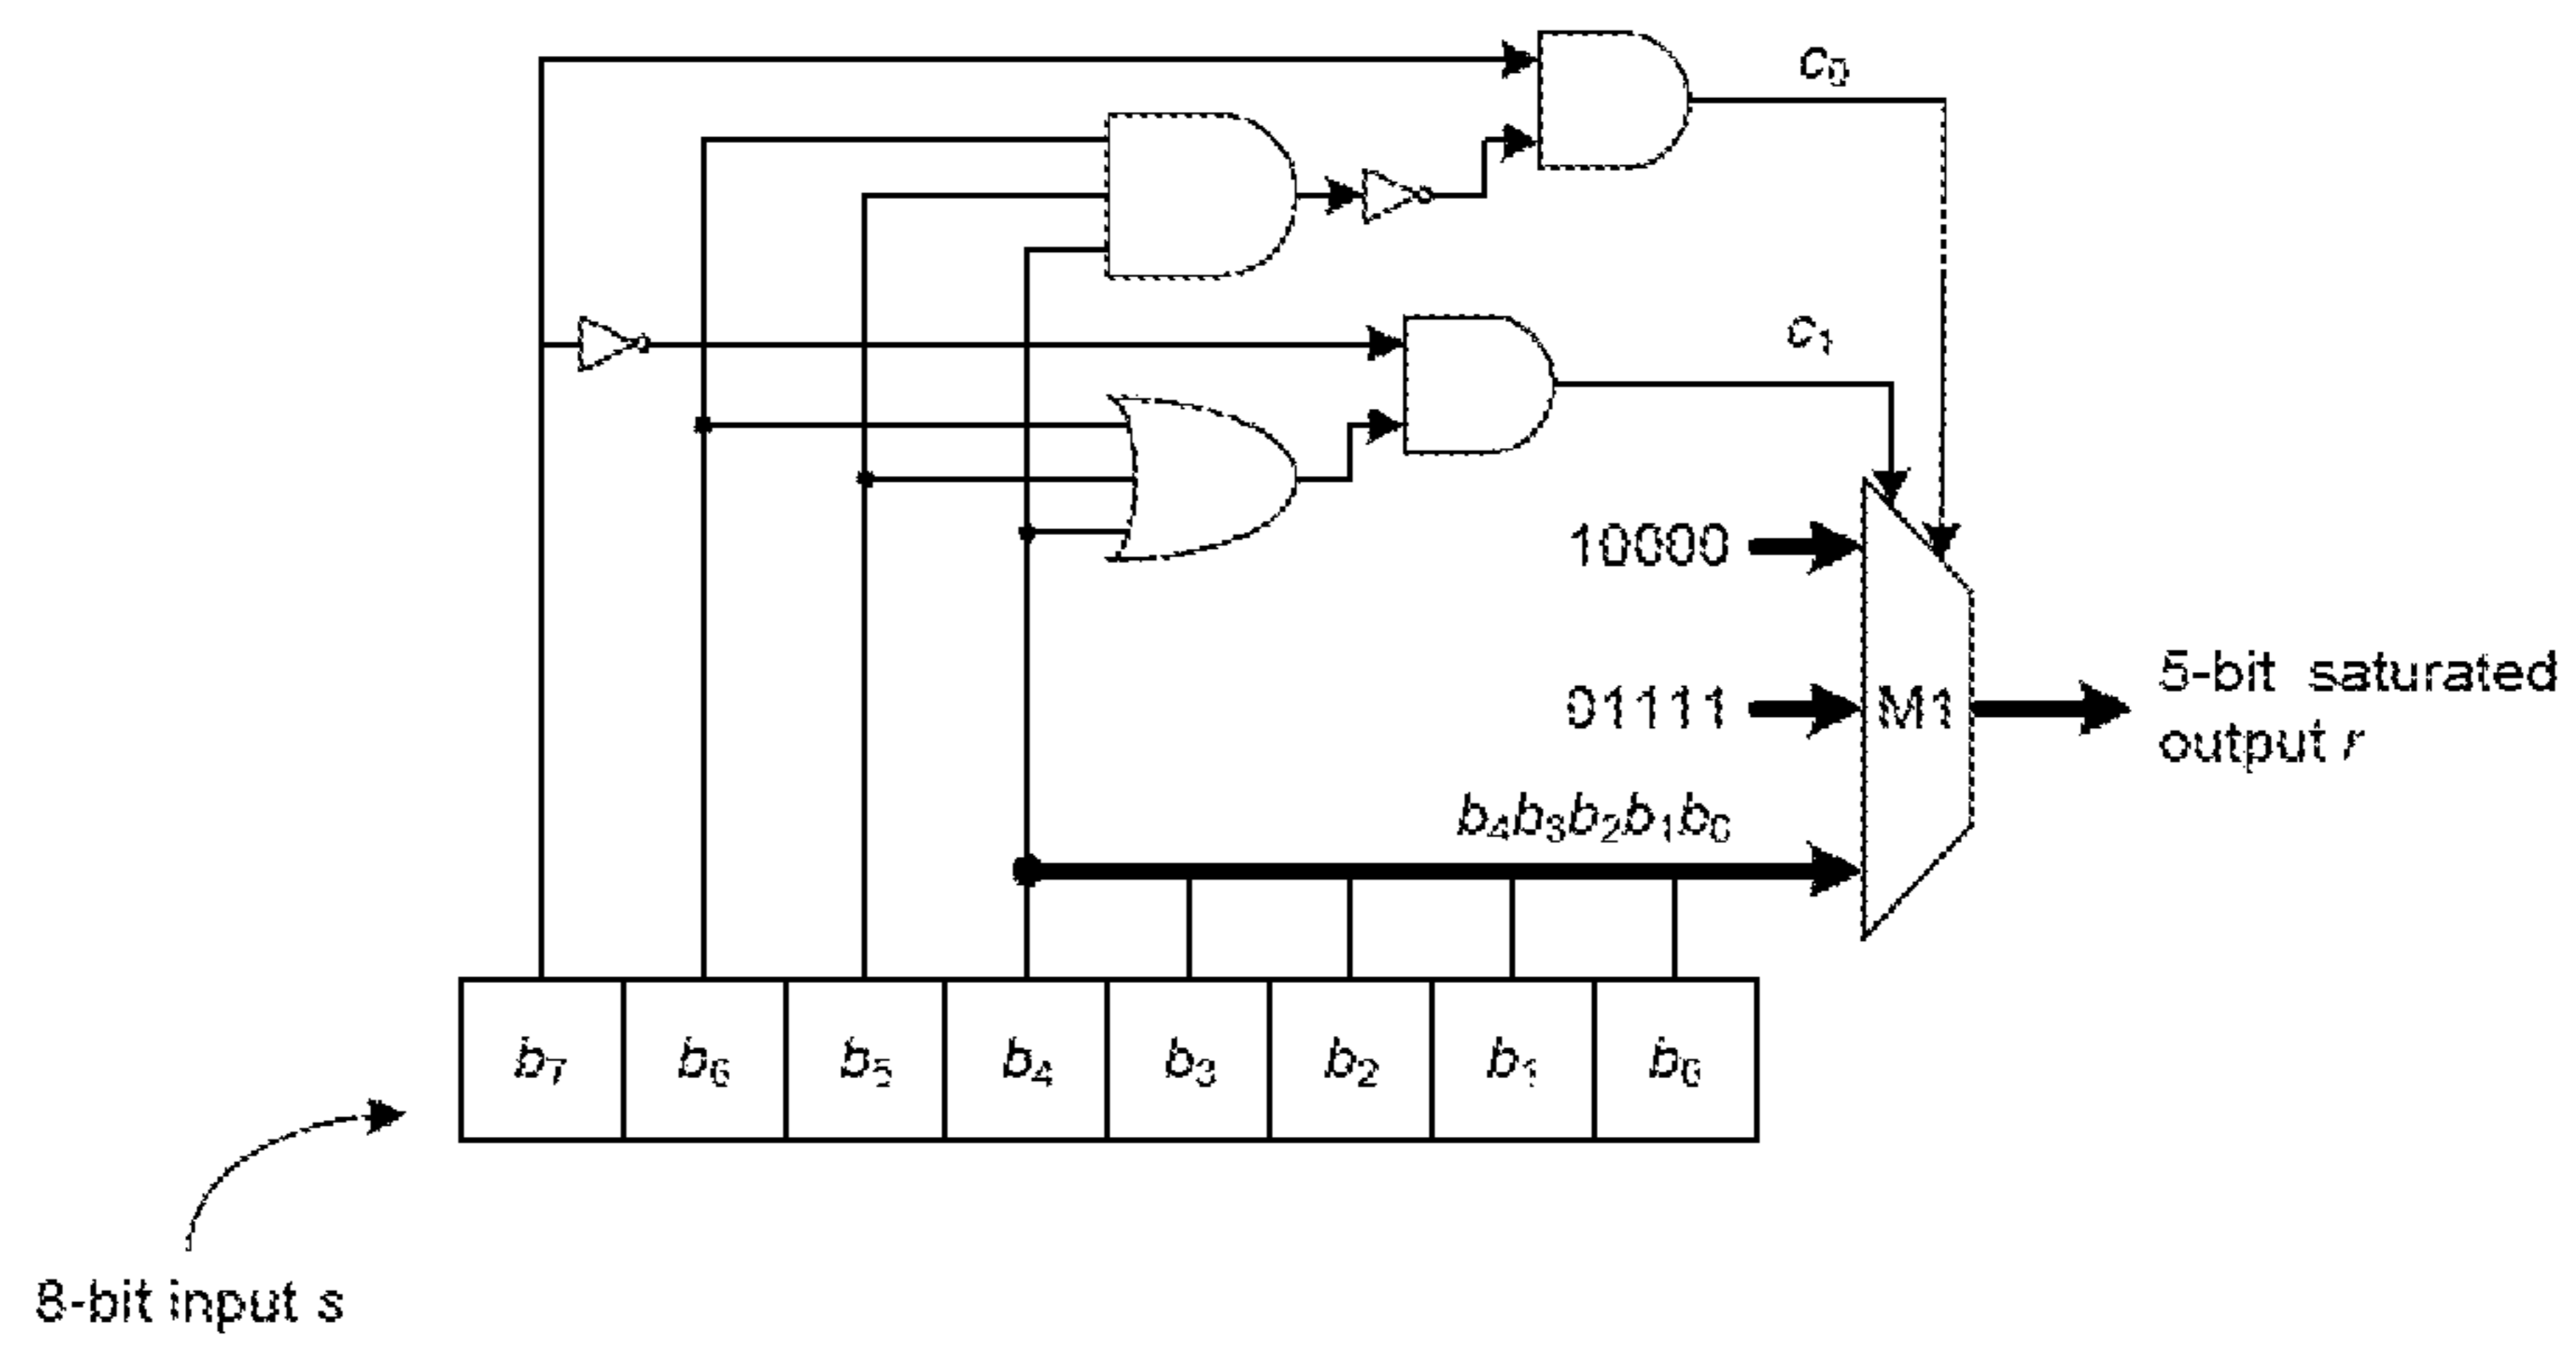 c₀
c₁
10000
01111
M1
5-bit saturated
output r
b₄b₃b₂b₁b₀
b₇ b₆ b₅ b₄ b₃ b₂ b₁ b₀
8-bit input s